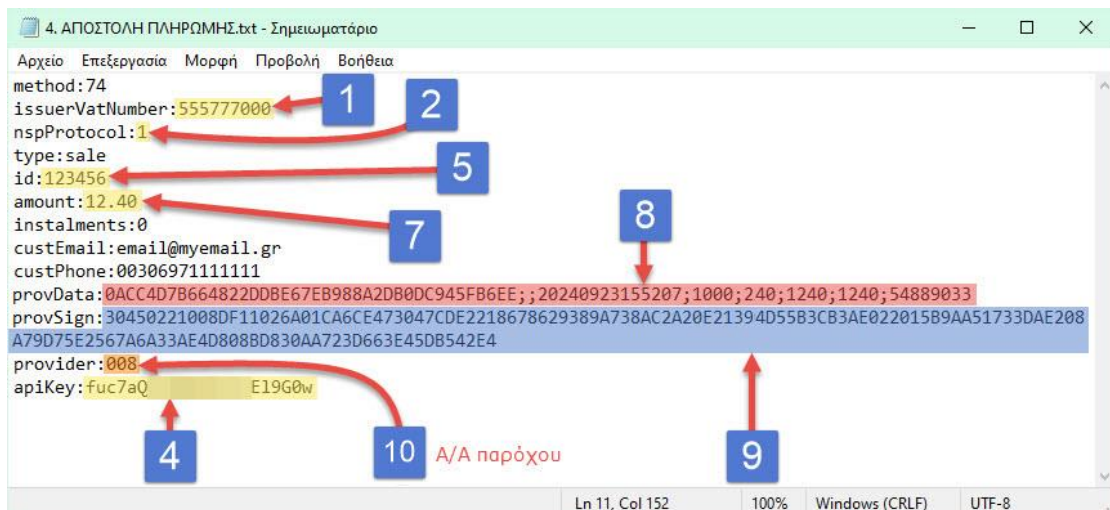 4. ΑΠΟΣΤΟΛΗ ΠΛΗΡΩΜΗΣ.txt - Σημειωματάριο
Αρχείο Επεξεργασία Μορφή Προβολή Βοήθεια
method:74
issuerVatNumber:555777000 1
nspProtocol:1 2
type:sale
id:123456 5
amount:12.40 7
instalments:0
custEmail:email@myemail.gr
custPhone:00306971111111
8
provData:0ACC4D7B664822DDBE67EB988A2DB0DC945FB6EE;;20240923155207;1000;240;1240;1240;54889033
provSign:30450221008DF11026A01CA6CE473047CDE2218678629389A738AC2A20E21394D55B3CB3AE022015B9AA51733DAE208
A79D75E2567A6A33AE4D808BD830AA723D663E45DB542E4
provider:008
apiKey:fuc7aQ El9G0w
4 10 Α/Α παρόχου 9
Ln 11, Col 152 100% Windows (CRLF) UTF-8